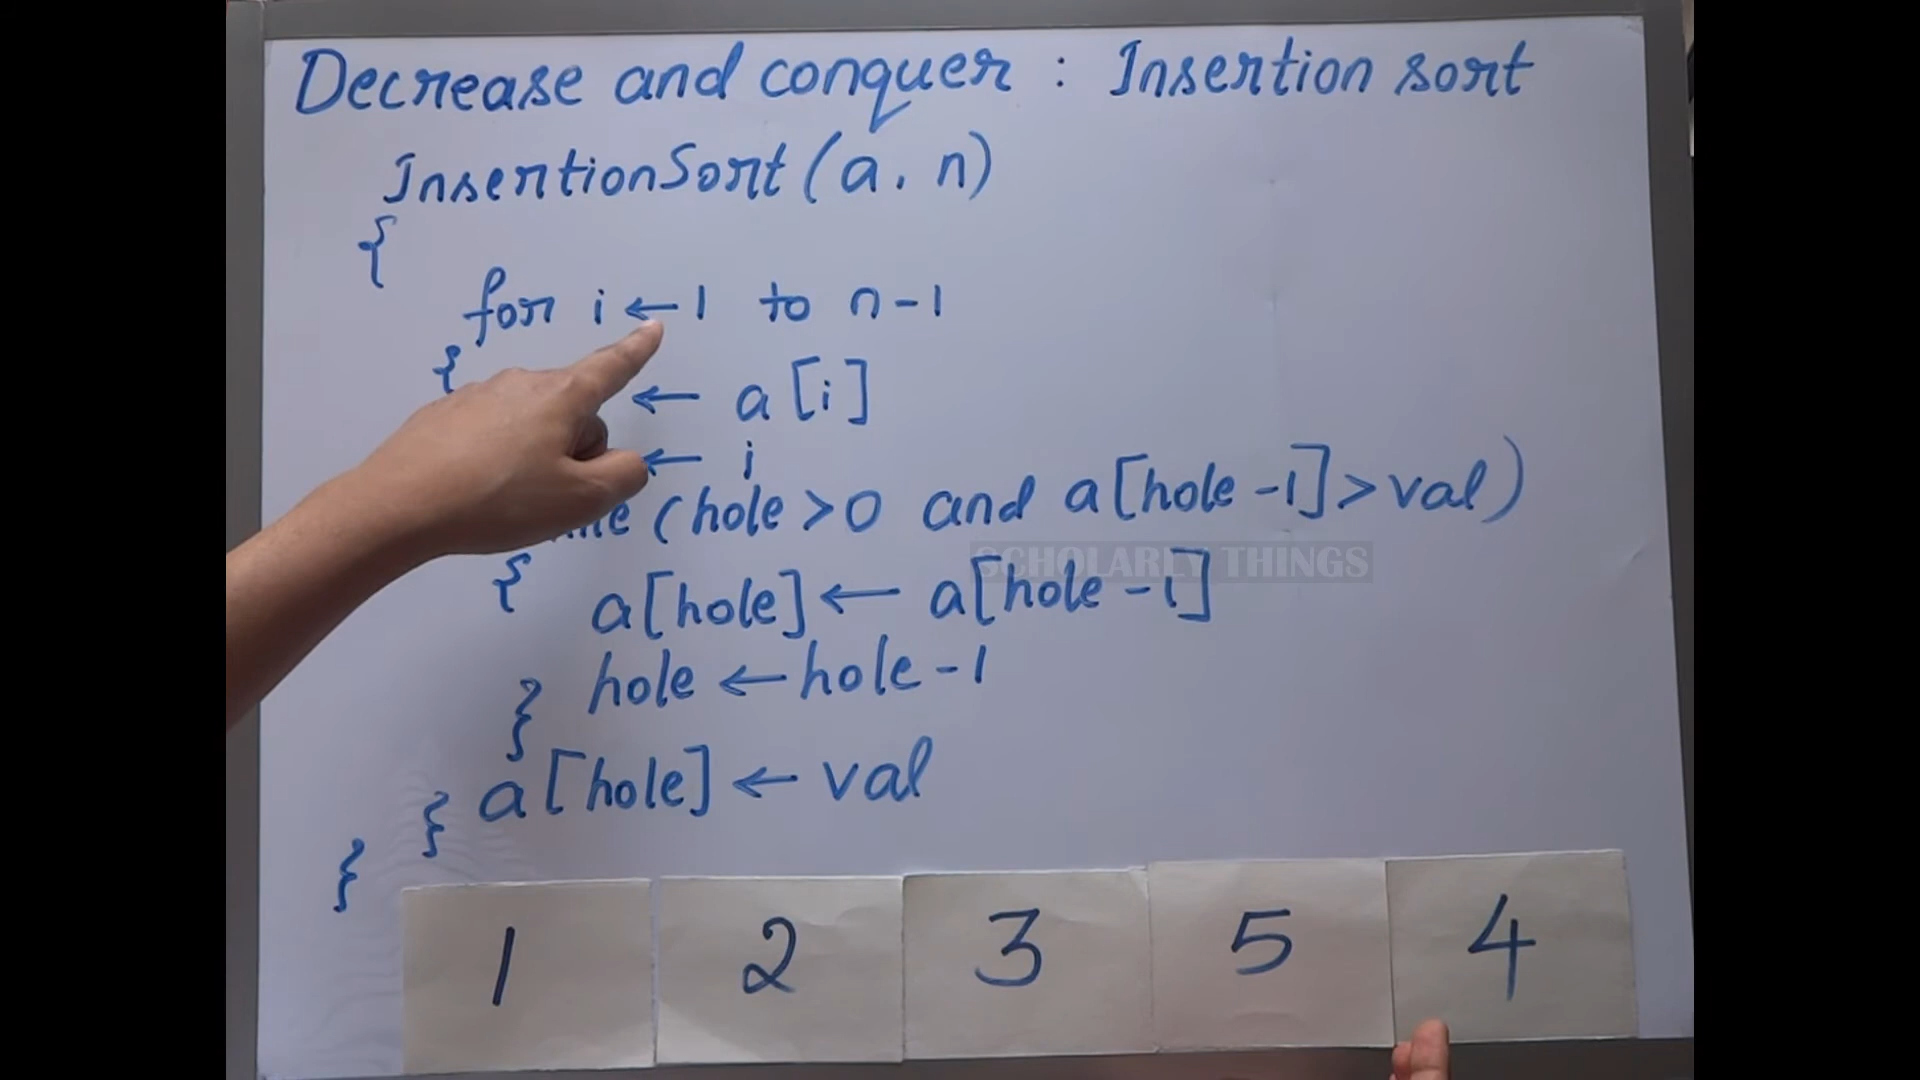 Decrease and conquer : Insertion sort
InsertionSort (a, n)
{
for i ← 1 to n - 1
{
← a [i]
← i
(hole > 0 and a [hole - 1] > val)
SCHOLARLY THINGS
{
a [hole] ← a [hole - 1]
hole ← hole - 1
}
a [hole] ← val
}
}
1 2 3 5 4